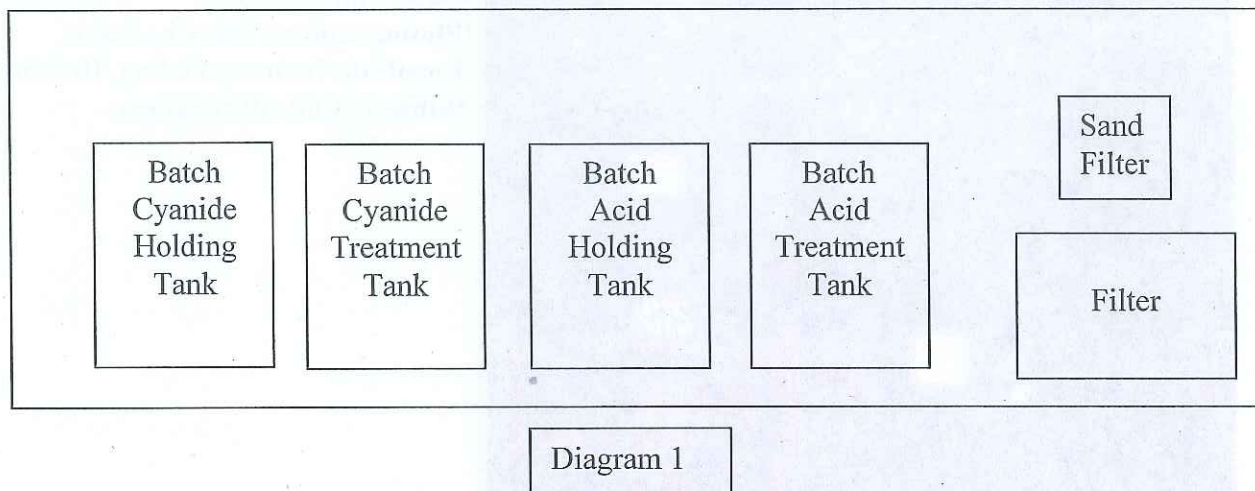 Batch
Cyanide
Holding
Tank
Batch
Cyanide
Treatment
Tank
Batch
Acid
Holding
Tank
Batch
Acid
Treatment
Tank
Sand
Filter
Filter
Diagram 1